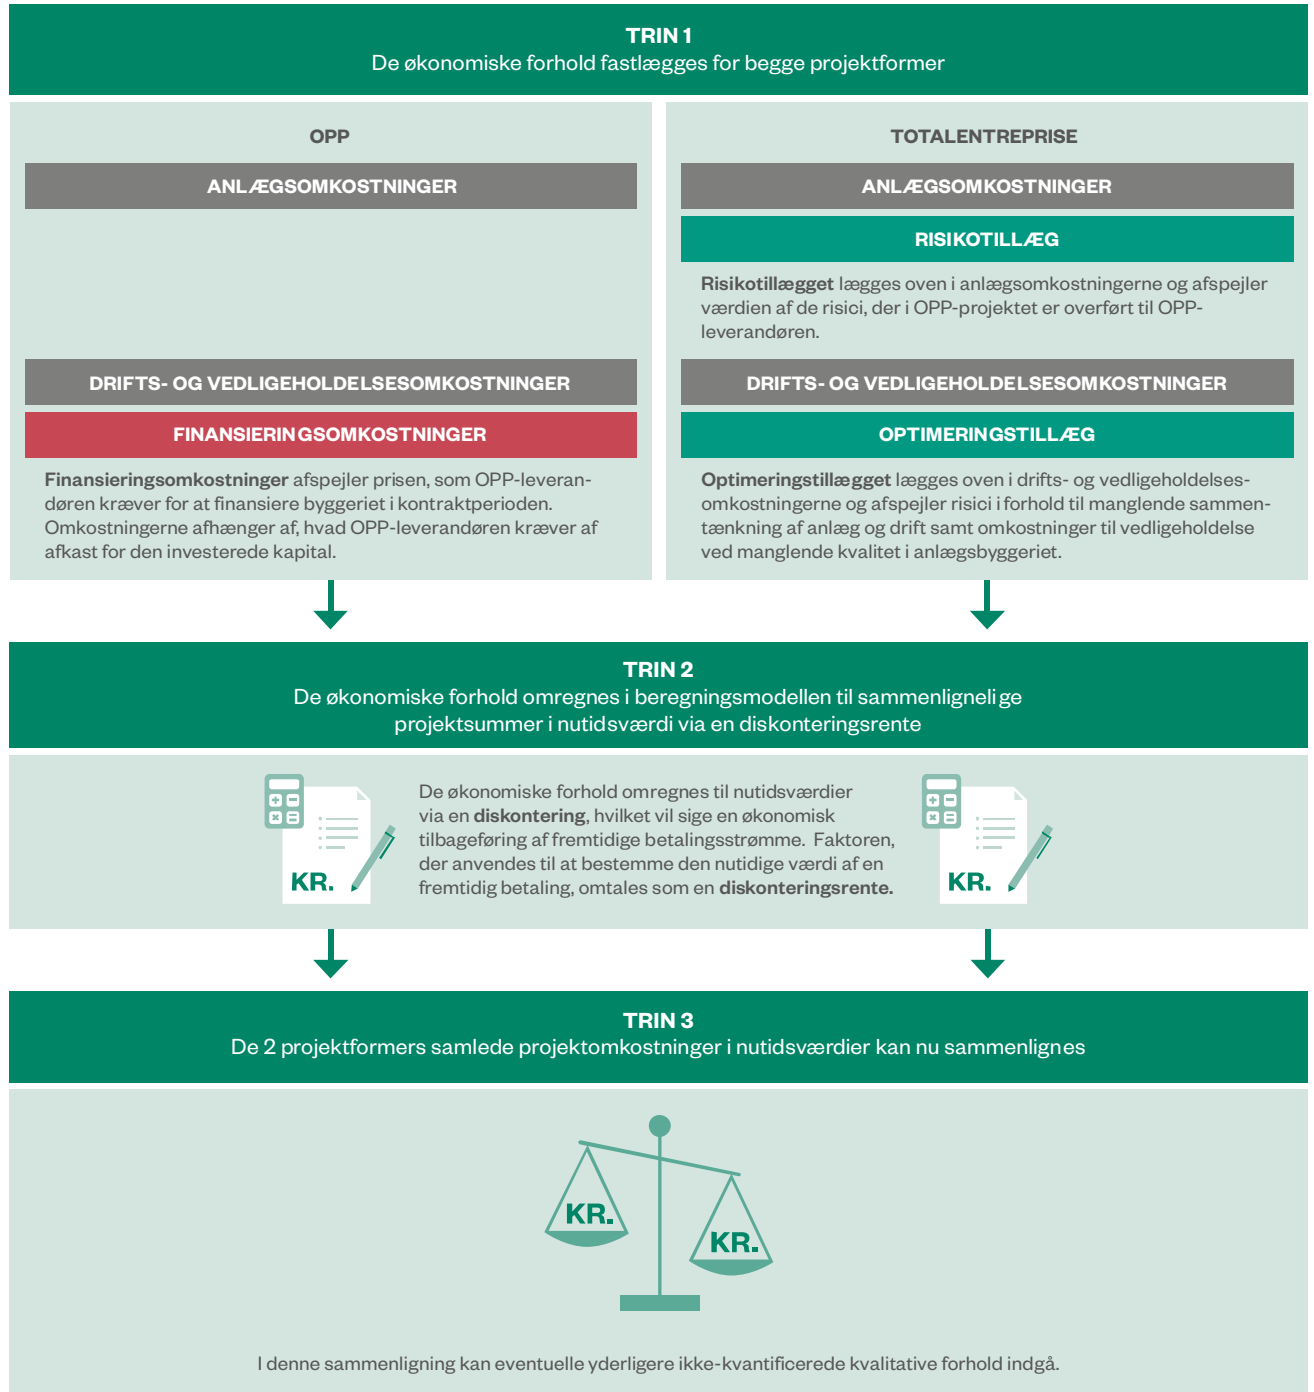 TRIN 1
De økonomiske forhold fastlægges for begge projektformer
OPP
ANLÆGSOMKOSTNINGER
DRIFTS- OG VEDLIGEHOLDELSESOMKOSTNINGER
FINANSIERINGSOMKOSTNINGER
Finansieringsomkostninger afspejler prisen, som OPP-leveran-
døren kræver for at finansiere byggeriet i kontraktperioden.
Omkostningerne afhænger af, hvad OPP-leverandøren kræver af
afkast for den investerede kapital.
TOTALENTREPRISE
ANLÆGSOMKOSTNINGER
RISIKOTILLÆG
Risikotillægget lægges oven i anlægsomkostningerne og afspejler
værdien af de risici, der i OPP-projektet er overført til OPP-
leverandøren.
DRIFTS- OG VEDLIGEHOLDELSESOMKOSTNINGER
OPTIMERINGSTILLÆG
Optimeringstillægget lægges oven i drifts- og vedligeholdelses-
omkostningerne og afspejler risici i forhold til manglende sammen-
tænkning af anlæg og drift samt omkostninger til vedligeholdelse
ved manglende kvalitet i anlægsbyggeriet.
TRIN 2
De økonomiske forhold omregnes i beregningsmodellen til sammenlignelige
projektsummer i nutidsværdi via en diskonteringsrente
KR.
De økonomiske forhold omregnes til nutidsværdier
via en diskontering, hvilket vil sige en økonomisk
tilbageføring af fremtidige betalingsstrømme. Faktoren,
der anvendes til at bestemme den nutidige værdi af en
fremtidig betaling, omtales som en diskonteringsrente.
KR.
TRIN 3
De 2 projektformers samlede projektomkostninger i nutidsværdier kan nu sammenlignes
KR.
KR.
I denne sammenligning kan eventuelle yderligere ikke-kvantificerede kvalitative forhold indgå.